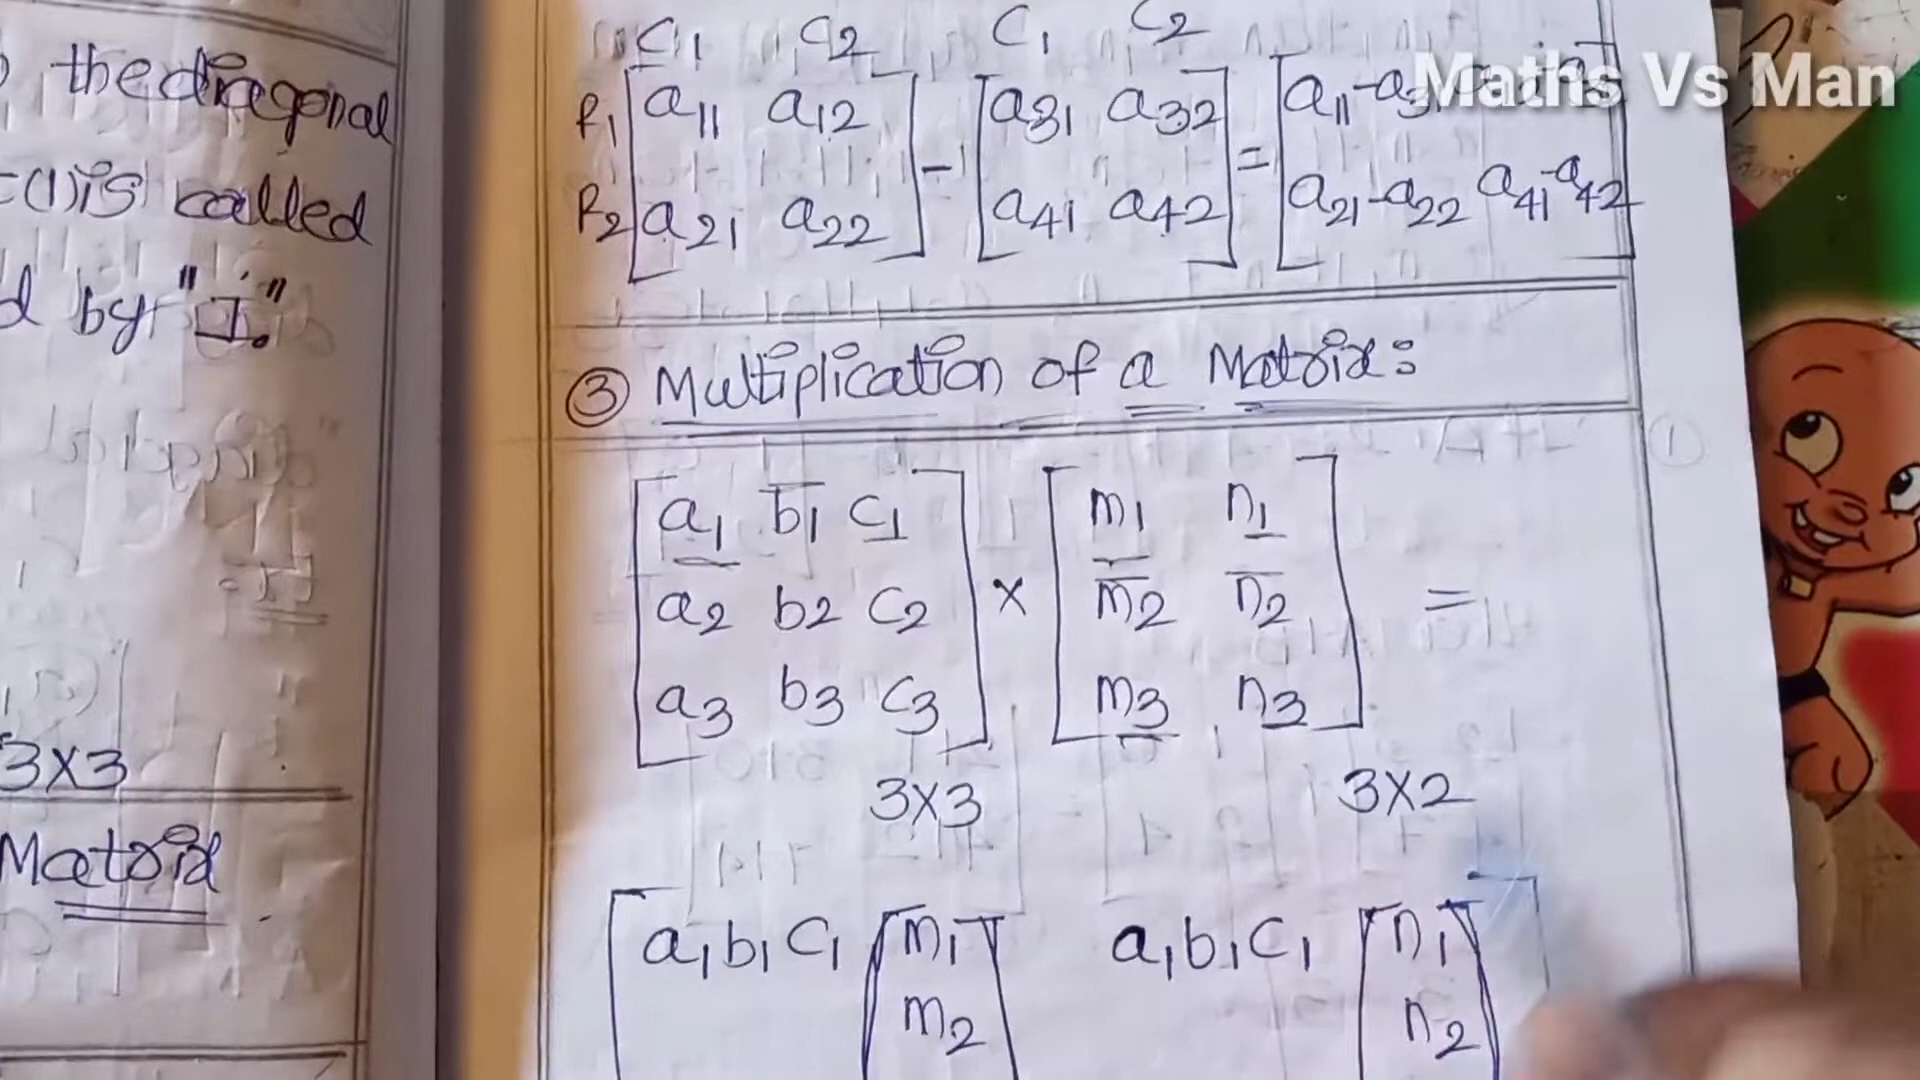 the diagonal
(1) is called
d by "I."
3X3
Matrix
C1 C2 C1 C2
Maths Vs Man
R1 [a11 a12] - [a31 a32] = [a11-a31
R2 [a21 a22] [a41 a42] [a21-a22 a41-a42]
③ Multiplication of a Matrix:
[a1 b1 c1] [m1 n1]
[a2 b2 c2] × [m2 n2] =
[a3 b3 c3] [m3 n3]
3X3 3X2
[a1b1c1 [m1] a1b1c1 [n1]]
m2 n2